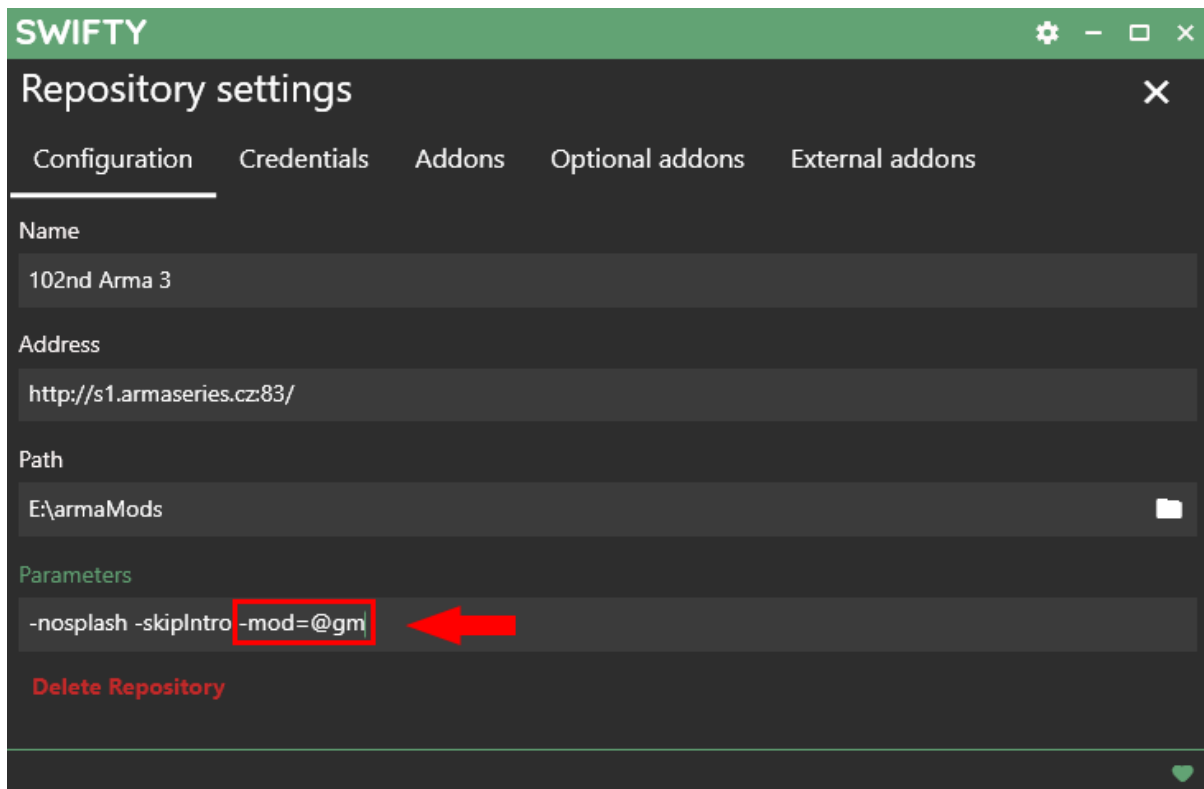 SWIFTY
Repository settings
Configuration Credentials Addons Optional addons External addons
Name
102nd Arma 3
Address
http://s1.armaseries.cz:83/
Path
E:\armaMods
Parameters
-nosplash -skipIntro -mod=@gm
Delete Repository